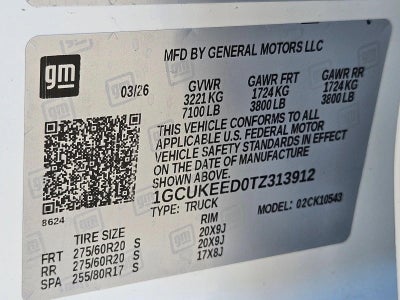 gm
MFD BY GENERAL MOTORS LLC
03/26 GVWR GAWR FRT GAWR RR
3221 KG 1724 KG 1724 KG
7100 LB 3800 LB 3800 LB
THIS VEHICLE CONFORMS TO ALL
APPLICABLE U.S. FEDERAL MOTOR
VEHICLE SAFETY STANDARDS IN EFFECT
ON THE DATE OF MANUFACTURE
SHOWN ABOVE.
1GCUKEED0TZ313912
8624 TYPE: TRUCK MODEL: 02CK10543
TIRE SIZE RIM
FRT 275/60R20 S 20X9J
RR 275/60R20 S 20X9J
SPA 255/80R17 S 17X8J